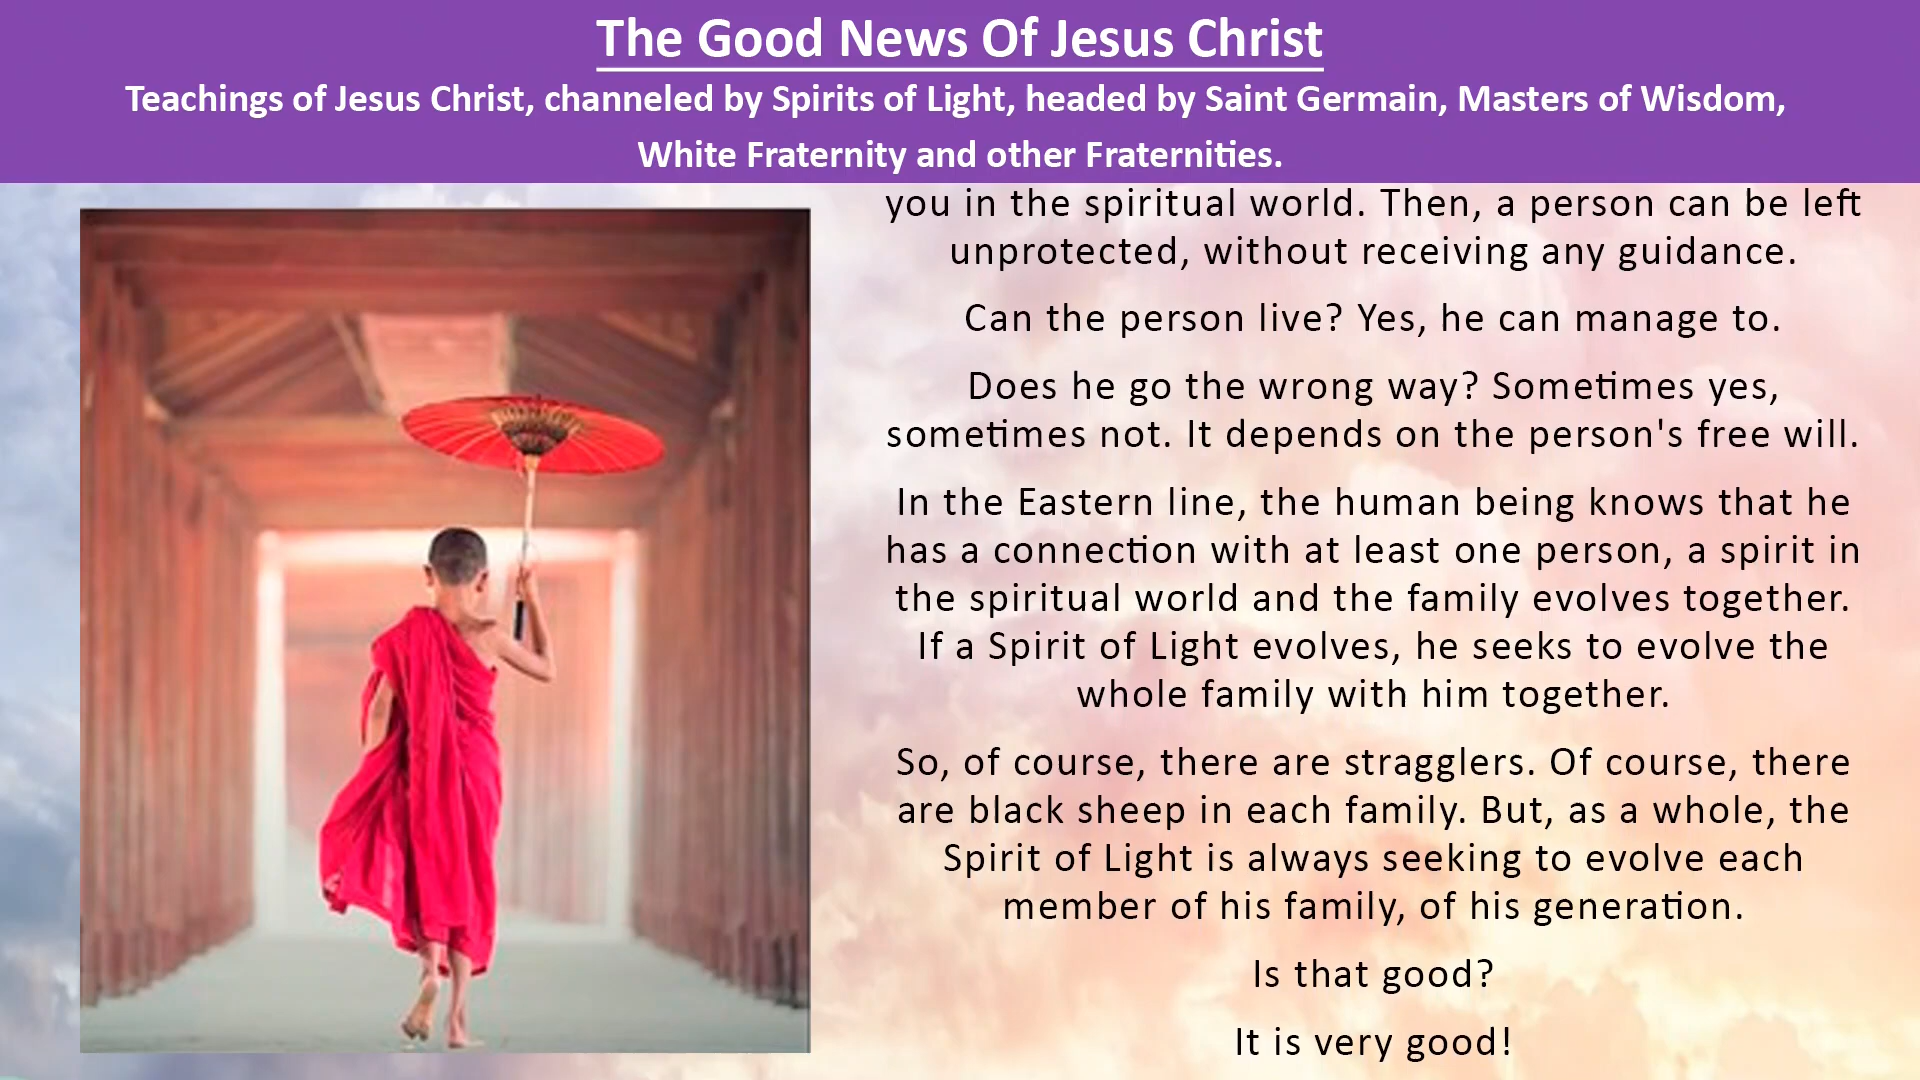 The Good News Of Jesus Christ
Teachings of Jesus Christ, channeled by Spirits of Light, headed by Saint Germain, Masters of Wisdom,
White Fraternity and other Fraternities.
you in the spiritual world. Then, a person can be left
unprotected, without receiving any guidance.
Can the person live? Yes, he can manage to.
Does he go the wrong way? Sometimes yes,
sometimes not. It depends on the person's free will.
In the Eastern line, the human being knows that he
has a connection with at least one person, a spirit in
the spiritual world and the family evolves together.
If a Spirit of Light evolves, he seeks to evolve the
whole family with him together.
So, of course, there are stragglers. Of course, there
are black sheep in each family. But, as a whole, the
Spirit of Light is always seeking to evolve each
member of his family, of his generation.
Is that good?
It is very good!